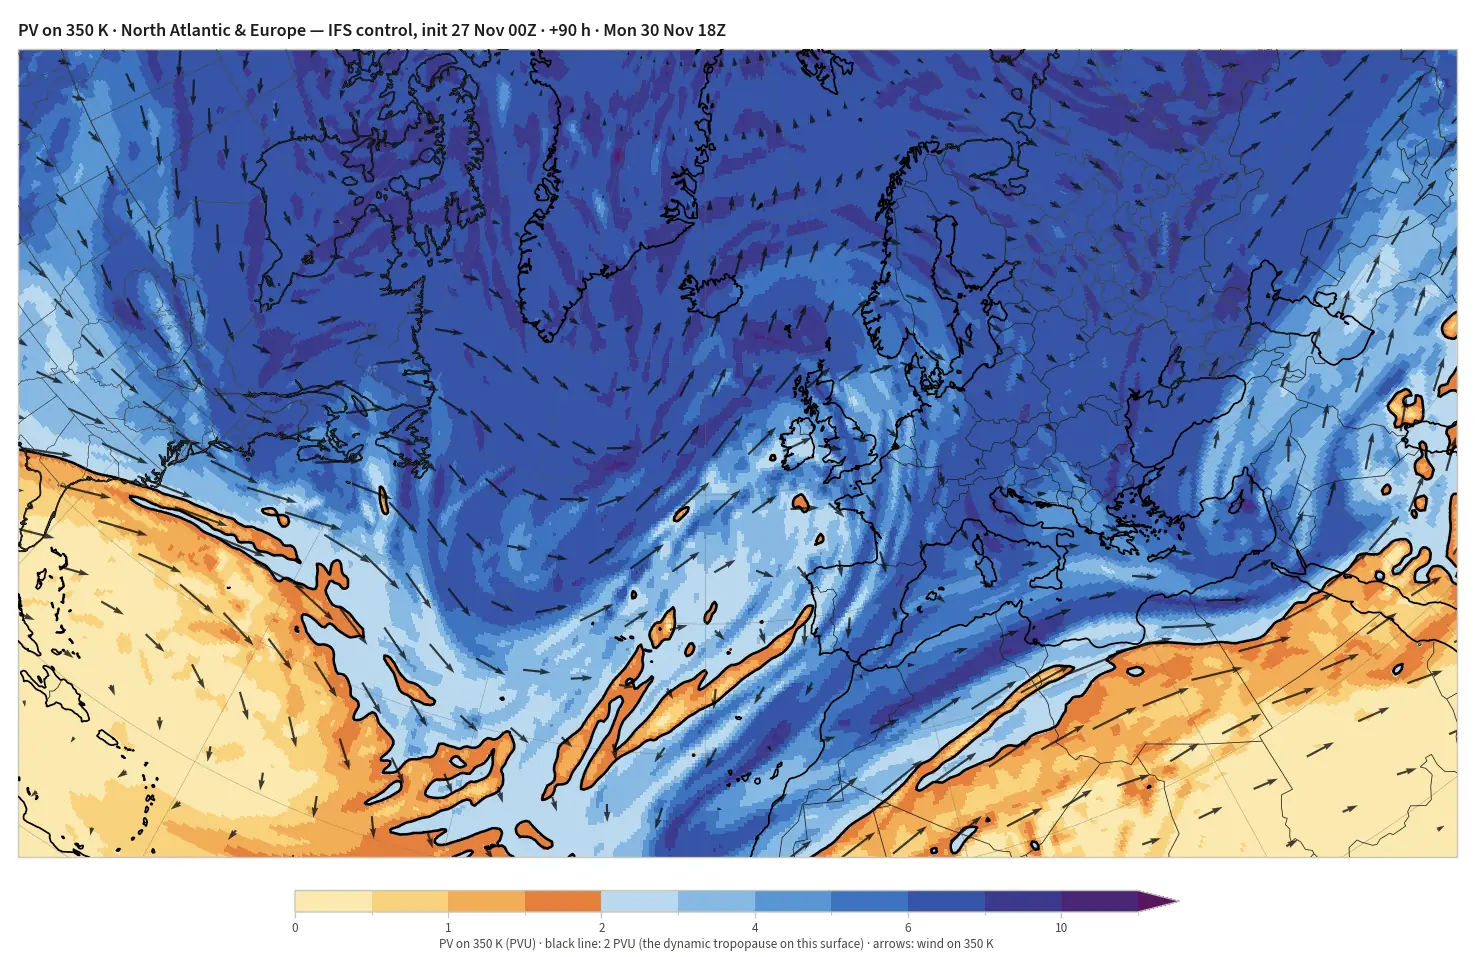 PV on 350 K · North Atlantic & Europe — IFS control, init 27 Nov 00Z · +90 h · Mon 30 Nov 18Z
0 1 2 4 6 10
PV on 350 K (PVU) · black line: 2 PVU (the dynamic tropopause on this surface) · arrows: wind on 350 K